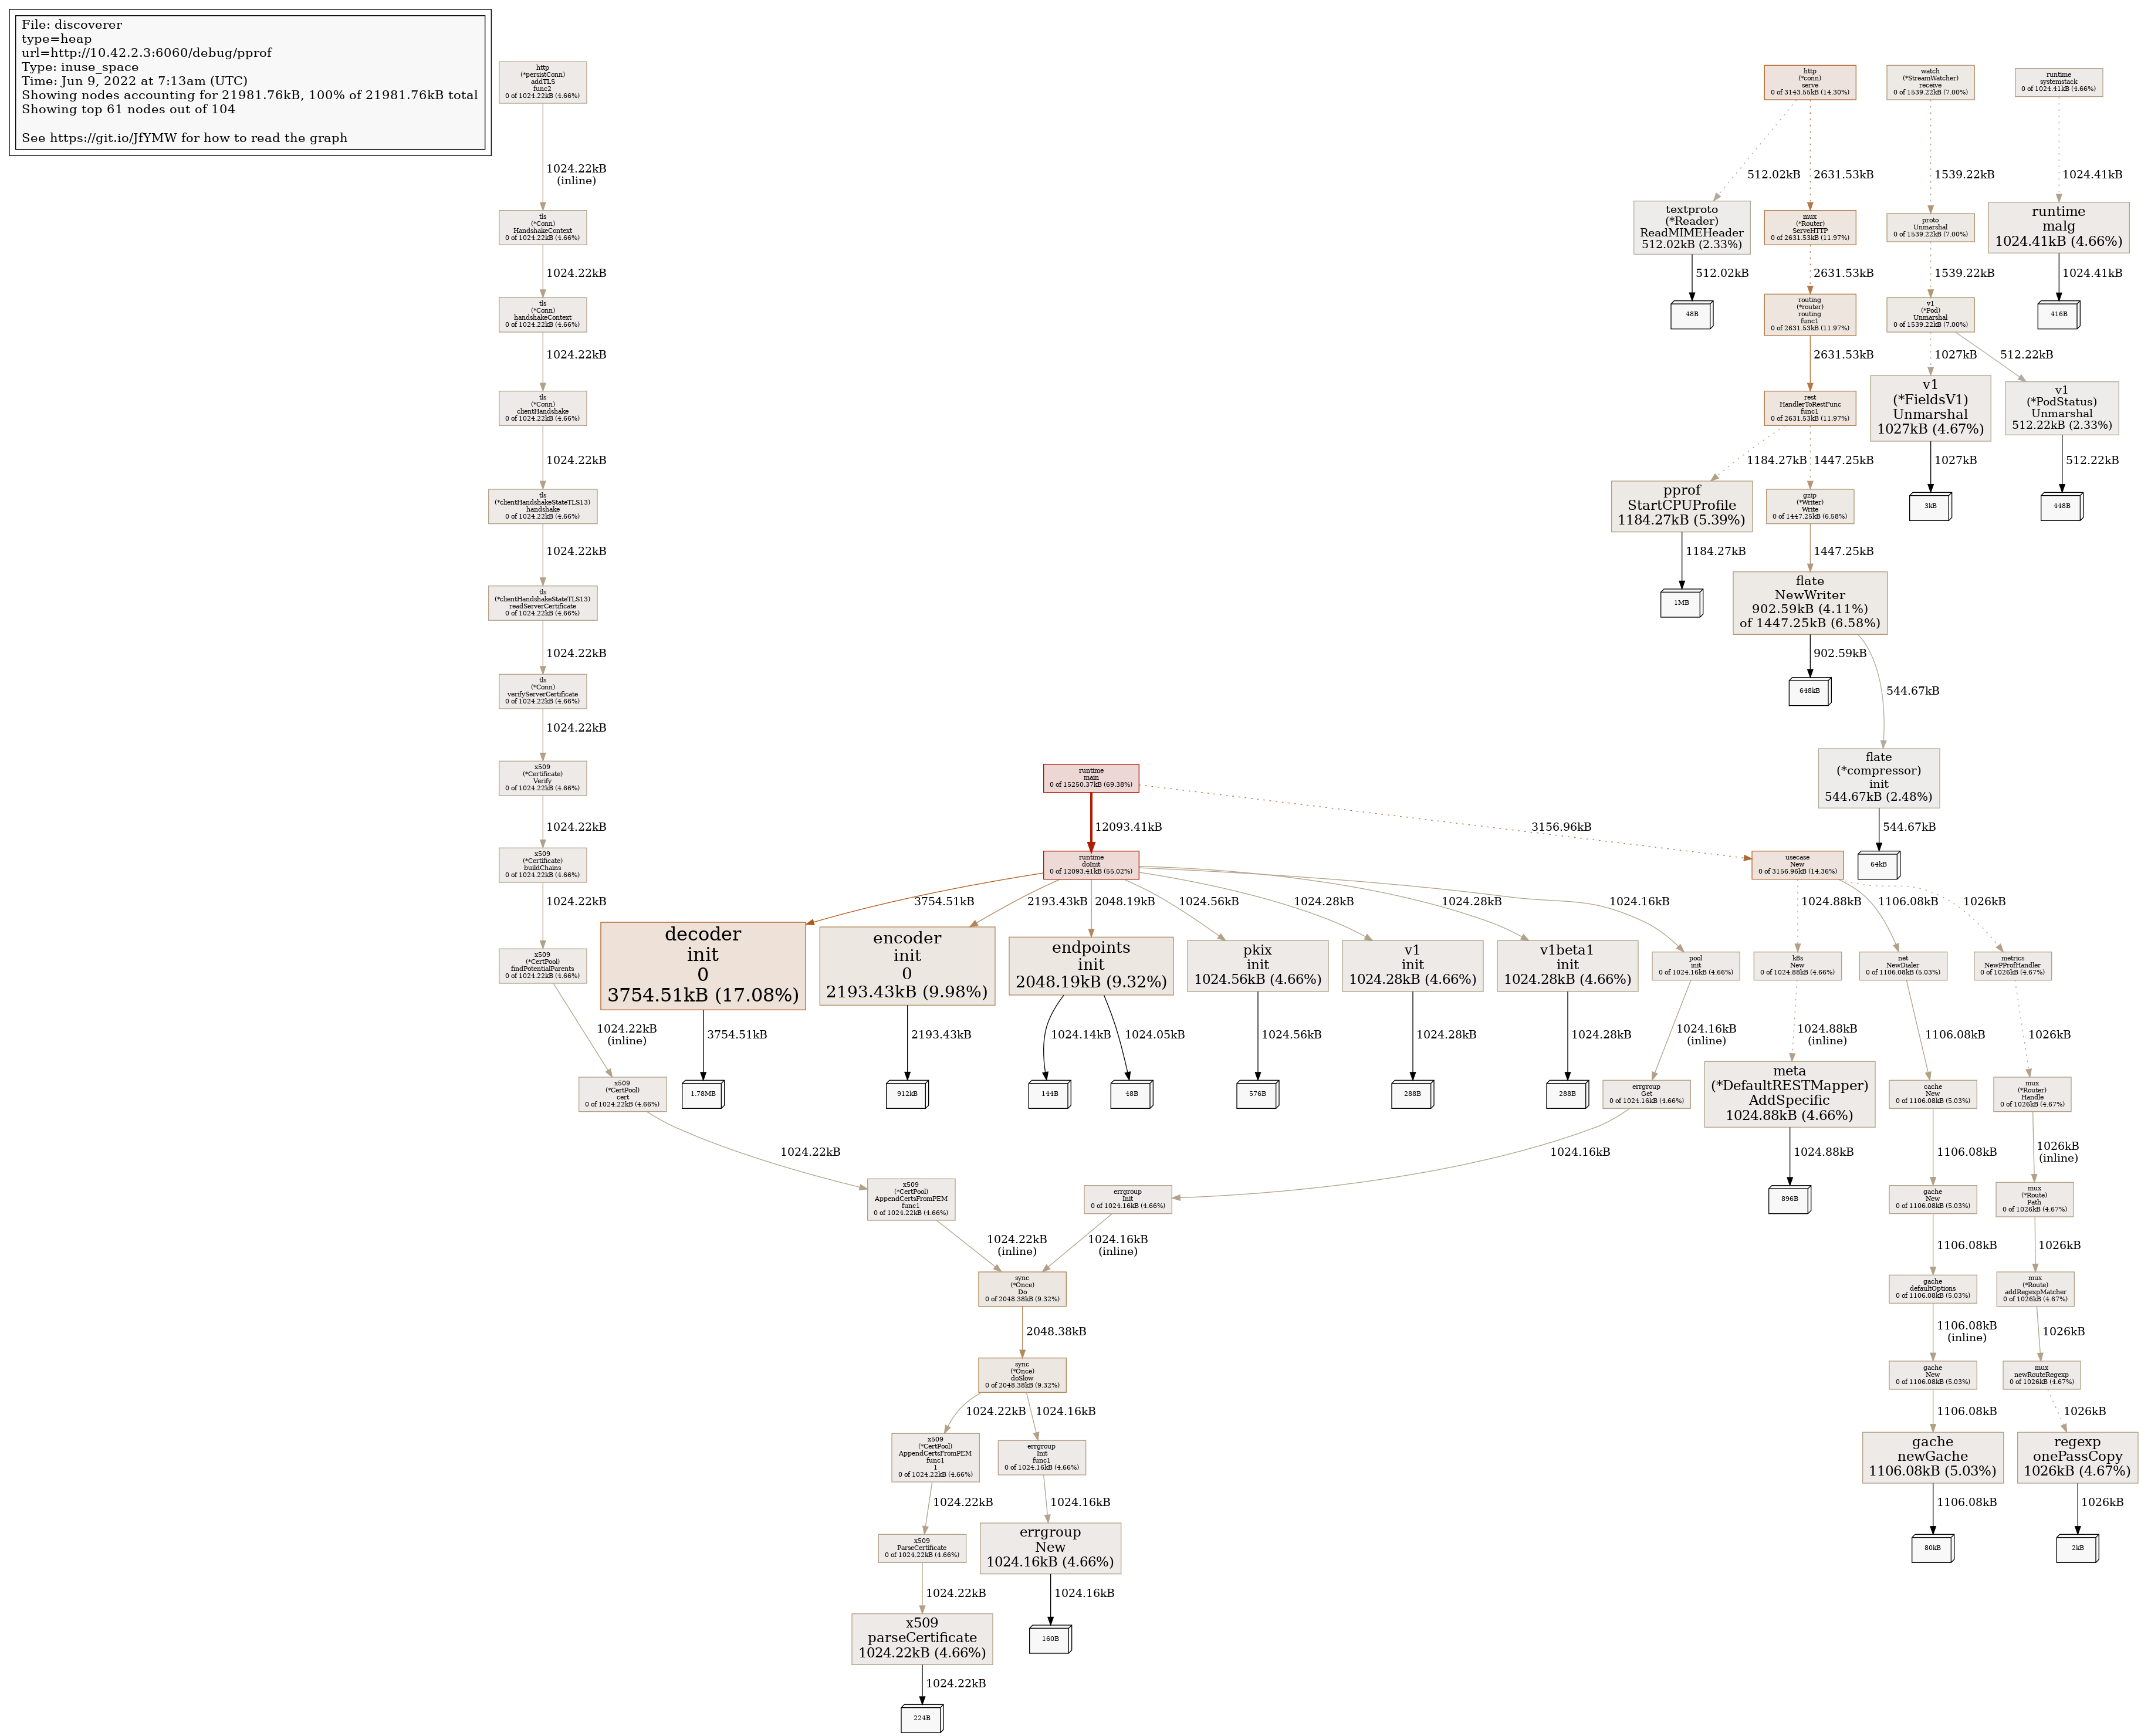 File: discoverer
type=heap
url=http://10.42.2.3:6060/debug/pprof
Type: inuse_space
Time: Jun 9, 2022 at 7:13am (UTC)
Showing nodes accounting for 21981.76kB, 100% of 21981.76kB total
Showing top 61 nodes out of 104
See https://git.io/JfYMW for how to read the graph
http
(*persistConn)
addTLS
func2
0 of 1024.22kB (4.66%)
1024.22kB
(inline)
tls
(*Conn)
HandshakeContext
0 of 1024.22kB (4.66%)
1024.22kB
tls
(*Conn)
handshakeContext
0 of 1024.22kB (4.66%)
1024.22kB
tls
(*Conn)
clientHandshake
0 of 1024.22kB (4.66%)
1024.22kB
tls
(*clientHandshakeStateTLS13)
handshake
0 of 1024.22kB (4.66%)
1024.22kB
tls
(*clientHandshakeStateTLS13)
readServerCertificate
0 of 1024.22kB (4.66%)
1024.22kB
tls
(*Conn)
verifyServerCertificate
0 of 1024.22kB (4.66%)
1024.22kB
x509
(*Certificate)
Verify
0 of 1024.22kB (4.66%)
1024.22kB
x509
(*Certificate)
buildChains
0 of 1024.22kB (4.66%)
1024.22kB
x509
(*CertPool)
findPotentialParents
0 of 1024.22kB (4.66%)
1024.22kB
(inline)
x509
(*CertPool)
cert
0 of 1024.22kB (4.66%)
1024.22kB
x509
(*CertPool)
AppendCertsFromPEM
func1
0 of 1024.22kB (4.66%)
1024.22kB
(inline)
http
(*conn)
serve
0 of 3143.55kB (14.30%)
512.02kB
2631.53kB
textproto
(*Reader)
ReadMIMEHeader
512.02kB (2.33%)
512.02kB
48B
mux
(*Router)
ServeHTTP
0 of 2631.53kB (11.97%)
2631.53kB
routing
(*router)
routing
func1
0 of 2631.53kB (11.97%)
2631.53kB
rest
HandlerToRestFunc
func1
0 of 2631.53kB (11.97%)
1184.27kB
1447.25kB
pprof
StartCPUProfile
1184.27kB (5.39%)
1184.27kB
1MB
gzip
(*Writer)
Write
0 of 1447.25kB (6.58%)
1447.25kB
flate
NewWriter
902.59kB (4.11%)
of 1447.25kB (6.58%)
902.59kB
648kB
544.67kB
flate
(*compressor)
init
544.67kB (2.48%)
544.67kB
64kB
watch
(*StreamWatcher)
receive
0 of 1539.22kB (7.00%)
1539.22kB
proto
Unmarshal
0 of 1539.22kB (7.00%)
1539.22kB
v1
(*Pod)
Unmarshal
0 of 1539.22kB (7.00%)
1027kB
512.22kB
v1
(*FieldsV1)
Unmarshal
1027kB (4.67%)
1027kB
3kB
v1
(*PodStatus)
Unmarshal
512.22kB (2.33%)
512.22kB
448B
runtime
systemstack
0 of 1024.41kB (4.66%)
1024.41kB
runtime
malg
1024.41kB (4.66%)
1024.41kB
416B
runtime
main
0 of 15250.37kB (69.38%)
12093.41kB
3156.96kB
runtime
doInit
0 of 12093.41kB (55.02%)
3754.51kB
2193.43kB
2048.19kB
1024.56kB
1024.28kB
1024.28kB
1024.16kB
decoder
init
0
3754.51kB (17.08%)
3754.51kB
1.78MB
encoder
init
0
2193.43kB (9.98%)
2193.43kB
912kB
endpoints
init
2048.19kB (9.32%)
1024.14kB
1024.05kB
144B
48B
pkix
init
1024.56kB (4.66%)
1024.56kB
576B
v1
init
1024.28kB (4.66%)
1024.28kB
288B
v1beta1
init
1024.28kB (4.66%)
1024.28kB
288B
pool
init
0 of 1024.16kB (4.66%)
1024.16kB
(inline)
errgroup
Get
0 of 1024.16kB (4.66%)
1024.16kB
errgroup
Init
0 of 1024.16kB (4.66%)
1024.16kB
(inline)
usecase
New
0 of 3156.96kB (14.36%)
1024.88kB
1106.08kB
1026kB
k8s
New
0 of 1024.88kB (4.66%)
1024.88kB
(inline)
meta
(*DefaultRESTMapper)
AddSpecific
1024.88kB (4.66%)
1024.88kB
896B
net
NewDialer
0 of 1106.08kB (5.03%)
1106.08kB
cache
New
0 of 1106.08kB (5.03%)
1106.08kB
gache
New
0 of 1106.08kB (5.03%)
1106.08kB
gache
defaultOptions
0 of 1106.08kB (5.03%)
1106.08kB
(inline)
gache
New
0 of 1106.08kB (5.03%)
1106.08kB
gache
newGache
1106.08kB (5.03%)
1106.08kB
80kB
metrics
NewPProfHandler
0 of 1026kB (4.67%)
1026kB
mux
(*Router)
Handle
0 of 1026kB (4.67%)
1026kB
(inline)
mux
(*Route)
Path
0 of 1026kB (4.67%)
1026kB
mux
(*Route)
addRegexpMatcher
0 of 1026kB (4.67%)
1026kB
mux
newRouteRegexp
0 of 1026kB (4.67%)
1026kB
regexp
onePassCopy
1026kB (4.67%)
1026kB
2kB
sync
(*Once)
Do
0 of 2048.38kB (9.32%)
2048.38kB
sync
(*Once)
doSlow
0 of 2048.38kB (9.32%)
1024.22kB
1024.16kB
x509
(*CertPool)
AppendCertsFromPEM
func1
1
0 of 1024.22kB (4.66%)
1024.22kB
x509
ParseCertificate
0 of 1024.22kB (4.66%)
1024.22kB
x509
parseCertificate
1024.22kB (4.66%)
1024.22kB
224B
errgroup
Init
func1
0 of 1024.16kB (4.66%)
1024.16kB
errgroup
New
1024.16kB (4.66%)
1024.16kB
160B